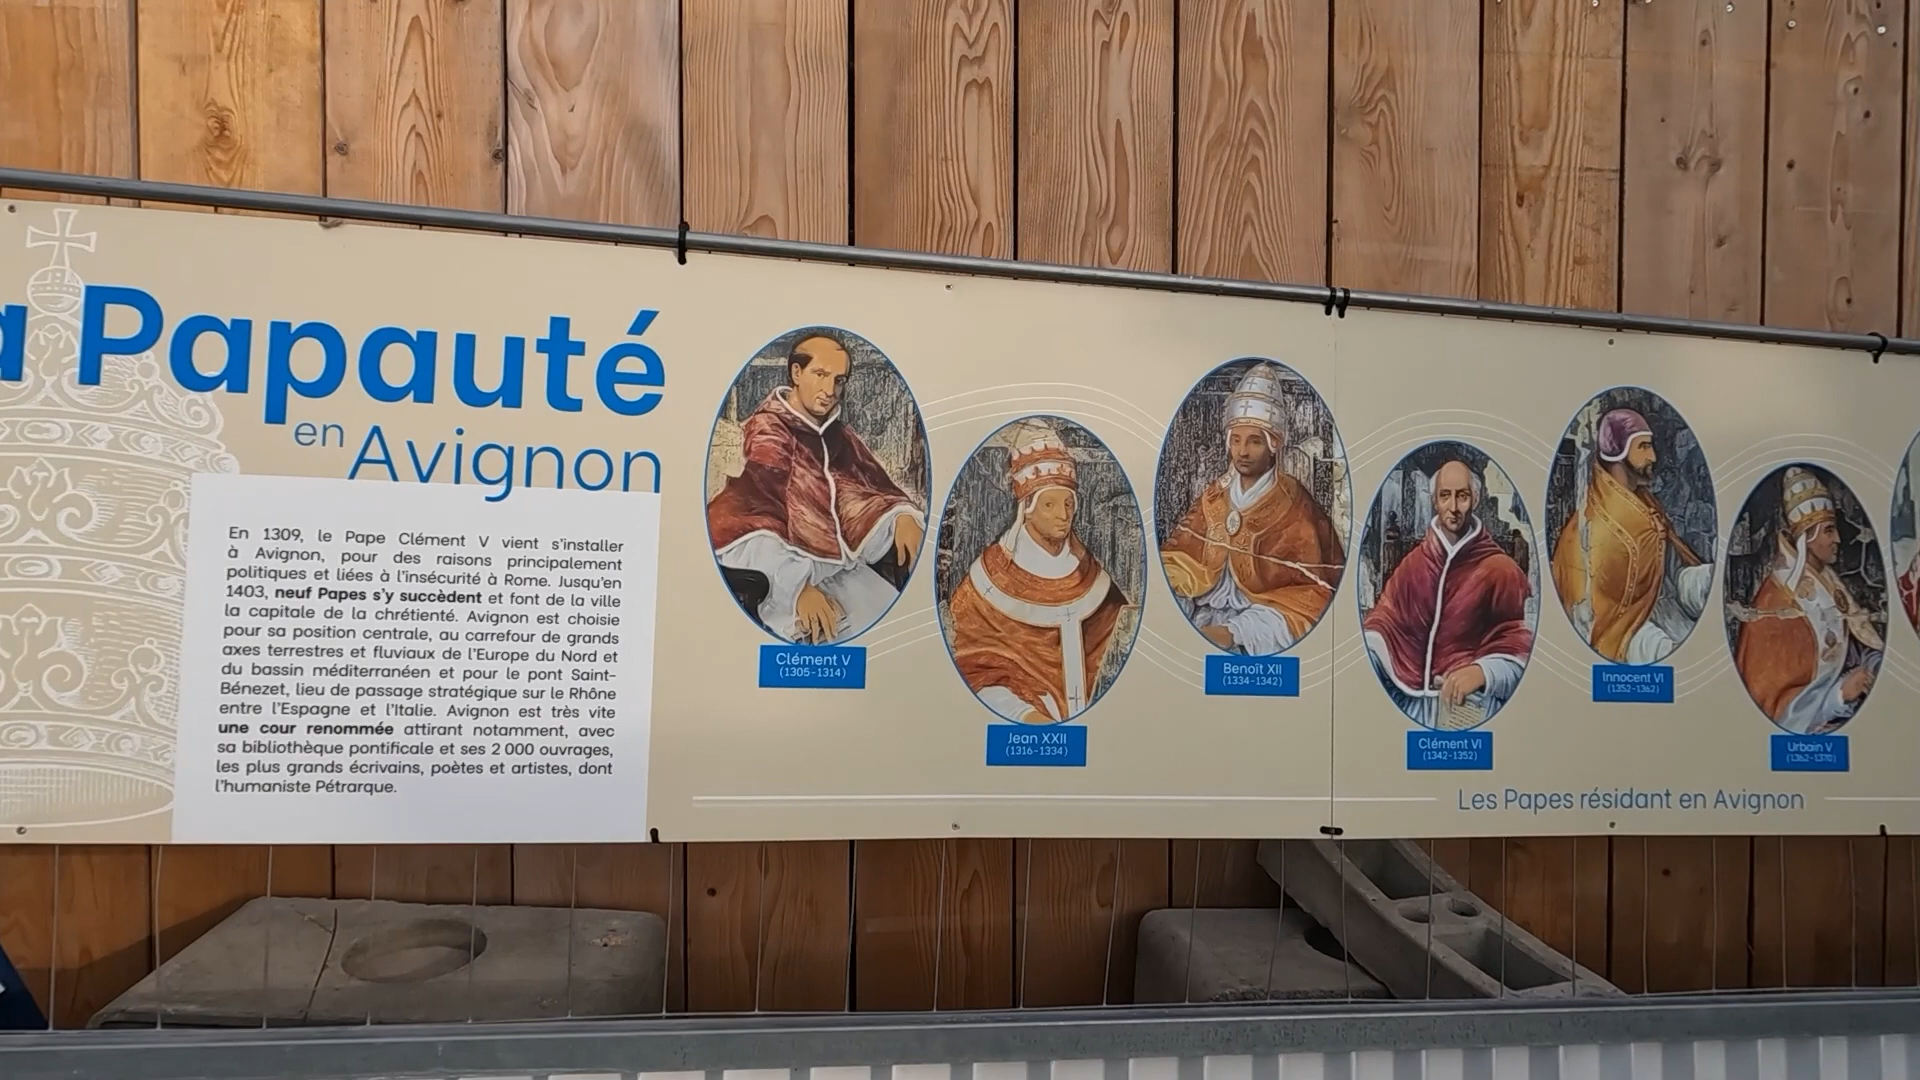 a Papauté
en Avignon
En 1309, le Pape Clément V vient s'installer
à Avignon, pour des raisons principalement
politiques et liées à l'insécurité à Rome. Jusqu'en
1403, neuf Papes s'y succèdent et font de la ville
la capitale de la chrétienté. Avignon est choisie
pour sa position centrale, au carrefour de grands
axes terrestres et fluviaux de l'Europe du Nord et
du bassin méditerranéen et pour le pont Saint-
Bénezet, lieu de passage stratégique sur le Rhône
entre l'Espagne et l'Italie. Avignon est très vite
une cour renommée attirant notamment, avec
sa bibliothèque pontificale et ses 2 000 ouvrages,
les plus grands écrivains, poètes et artistes, dont
l'humaniste Pétrarque.
Clément V
(1305-1314)
Jean XXII
(1316-1334)
Benoît XII
(1334-1342)
Clément VI
(1342-1352)
Innocent VI
(1352-1362)
Urbain V
(1362-1370)
Les Papes résidant en Avignon